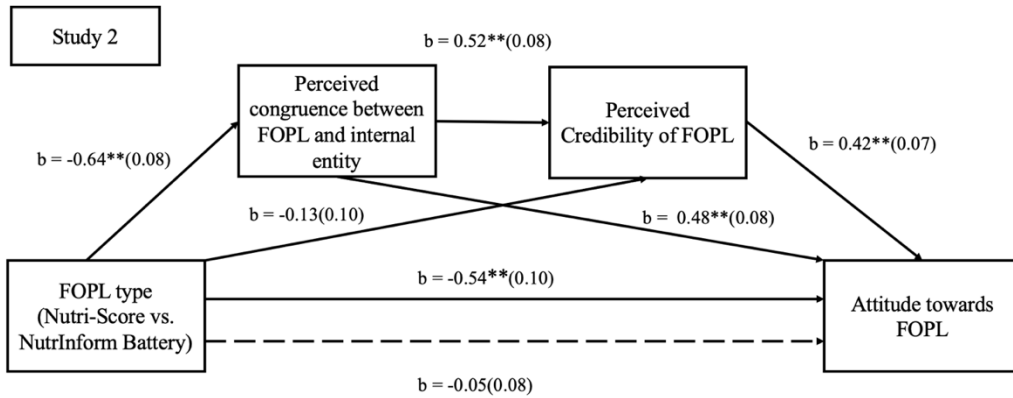 Study 2
b = 0.52**(0.08)
Perceived
congruence between
FOPL and internal
entity
Perceived
Credibility of FOPL
b = -0.64**(0.08)
b = 0.42**(0.07)
b = -0.13(0.10)
b =  0.48**(0.08)
FOPL type
(Nutri-Score vs.
NutrInform Battery)
b = -0.54**(0.10)
Attitude towards
FOPL
b = -0.05(0.08)